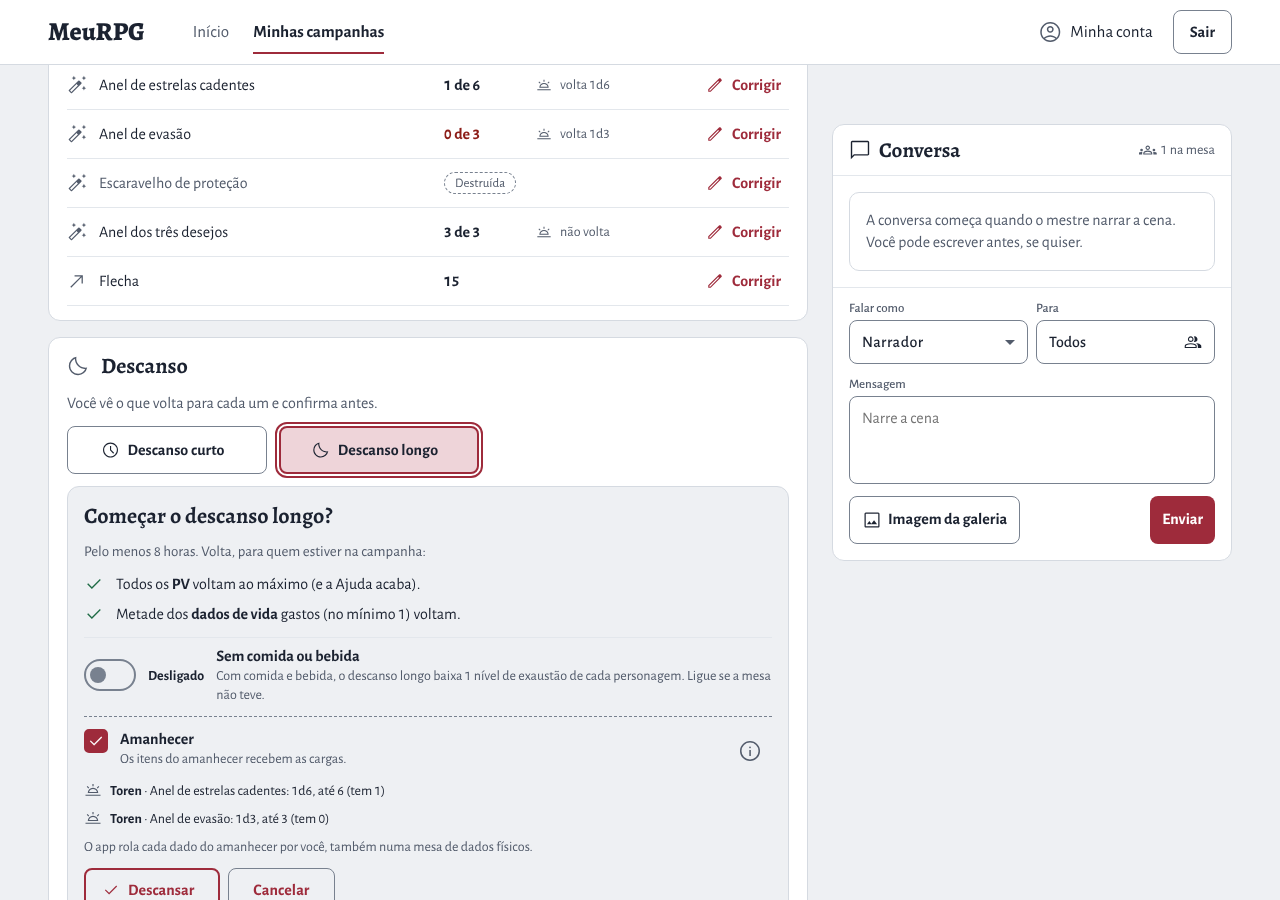 MeuRPG
Início
Minhas campanhas
Minha conta
Sair
Anel de estrelas cadentes
1 de 6
volta 1d6
Corrigir
Anel de evasão
0 de 3
volta 1d3
Corrigir
Escaravelho de proteção
Destruída
Corrigir
Anel dos três desejos
3 de 3
não volta
Corrigir
Flecha
15
Corrigir
Descanso
Você vê o que volta para cada um e confirma antes.
Descanso curto
Descanso longo
Começar o descanso longo?
Pelo menos 8 horas. Volta, para quem estiver na campanha:
Todos os PV voltam ao máximo (e a Ajuda acaba).
Metade dos dados de vida gastos (no mínimo 1) voltam.
Desligado
Sem comida ou bebida
Com comida e bebida, o descanso longo baixa 1 nível de exaustão de cada personagem. Ligue se a mesa
não teve.
Amanhecer
Os itens do amanhecer recebem as cargas.
Toren · Anel de estrelas cadentes: 1d6, até 6 (tem 1)
Toren · Anel de evasão: 1d3, até 3 (tem 0)
O app rola cada dado do amanhecer por você, também numa mesa de dados físicos.
Descansar
Cancelar
Conversa
1 na mesa
A conversa começa quando o mestre narrar a cena.
Você pode escrever antes, se quiser.
Falar como
Para
Narrador
Todos
Mensagem
Narre a cena
Imagem da galeria
Enviar